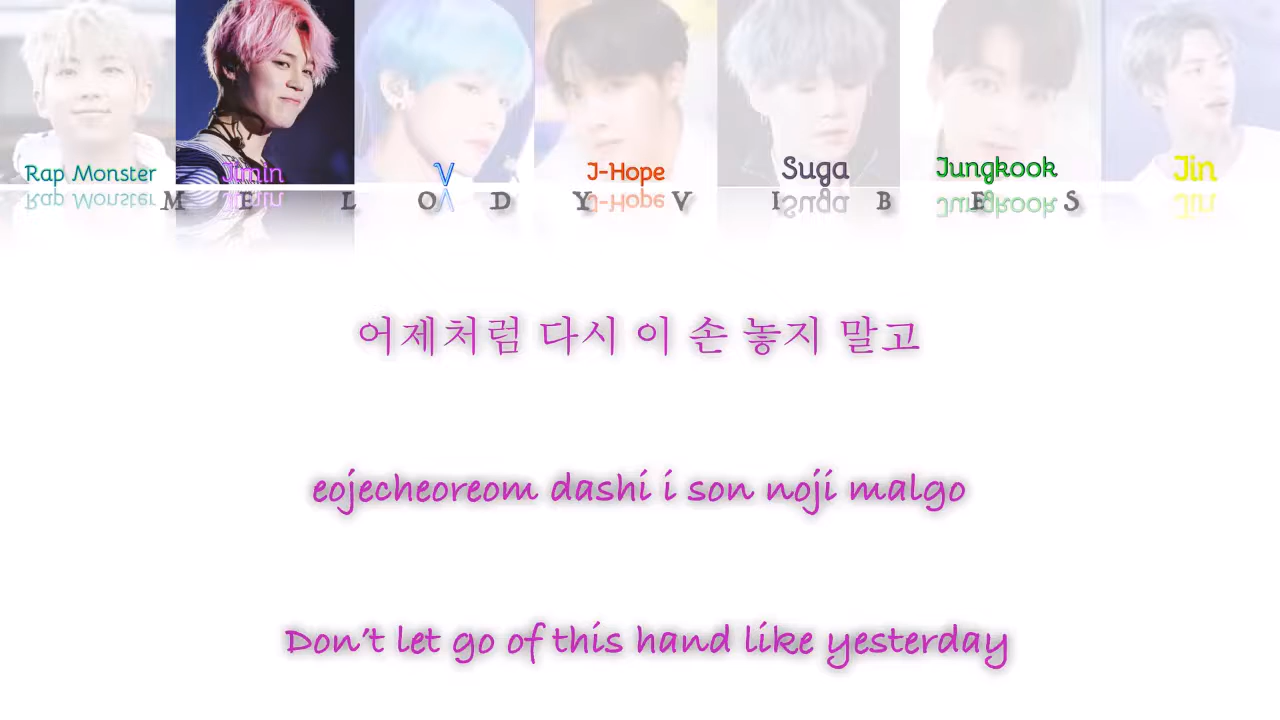 Rap Monster Jimin V J-Hope Suga Jungkook Jin
M E L O D Y V I B E S
어제처럼 다시 이 손 놓지 말고
eojecheoreom dashi i son noji malgo
Don't let go of this hand like yesterday